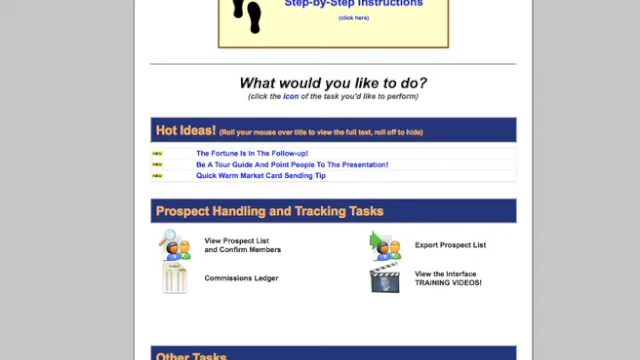 Step-by-Step Instructions
(click here)
What would you like to do?
(click the icon of the task you'd like to perform)
Hot Ideas! (Roll your mouse over title to view the full text, roll off to hide)
NEW The Fortune Is In The Follow-up!
NEW Be A Tour Guide And Point People To The Presentation!
NEW Quick Warm Market Card Sending Tip
Prospect Handling and Tracking Tasks
View Prospect List
and Confirm Members
Export Prospect List
Commissions Ledger
View the Interface
TRAINING VIDEOS!
Other Tasks